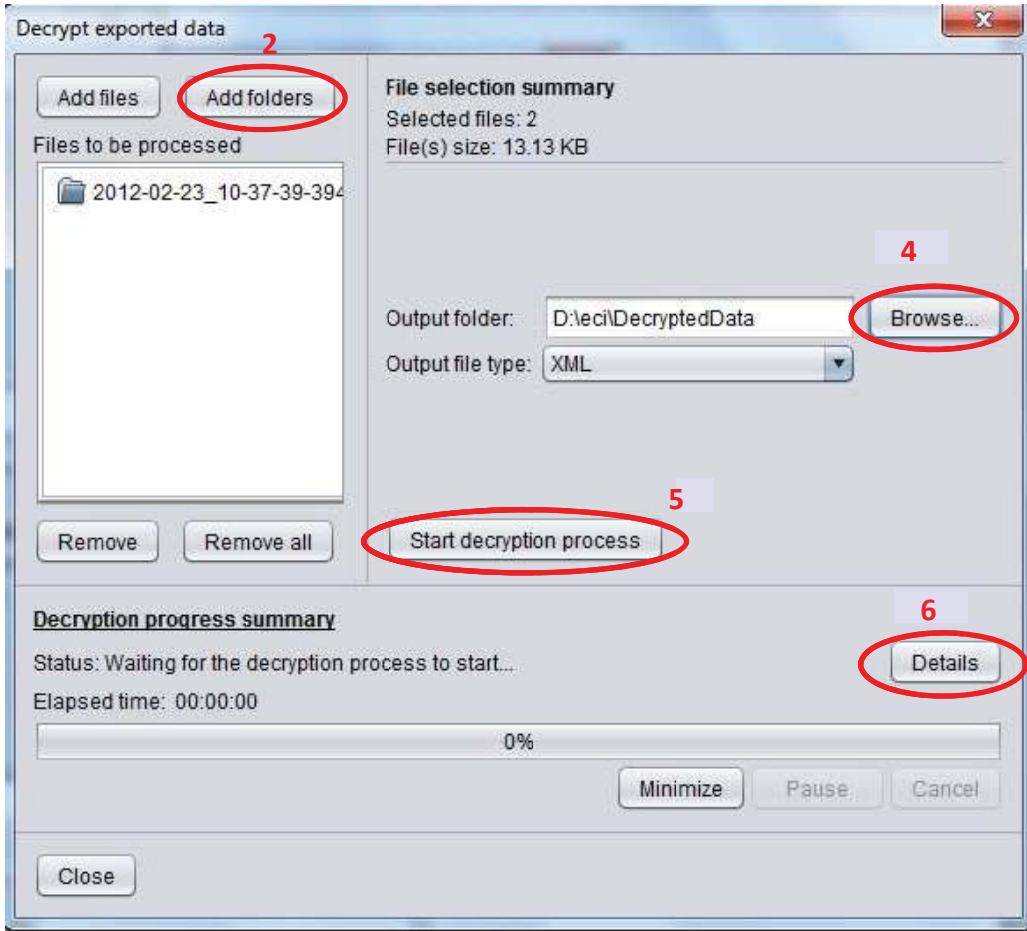 Decrypt exported data
2
Add files
Add folders
Files to be processed
2012-02-23_10-37-39-394
Remove
Remove all
File selection summary
Selected files: 2
File(s) size: 13.13 KB
4
Output folder: D:\eci\DecryptedData Browse...
Output file type: XML
5
Start decryption process
Decryption progress summary
6
Status: Waiting for the decryption process to start...
Details
Elapsed time: 00:00:00
0%
Minimize
Pause
Cancel
Close